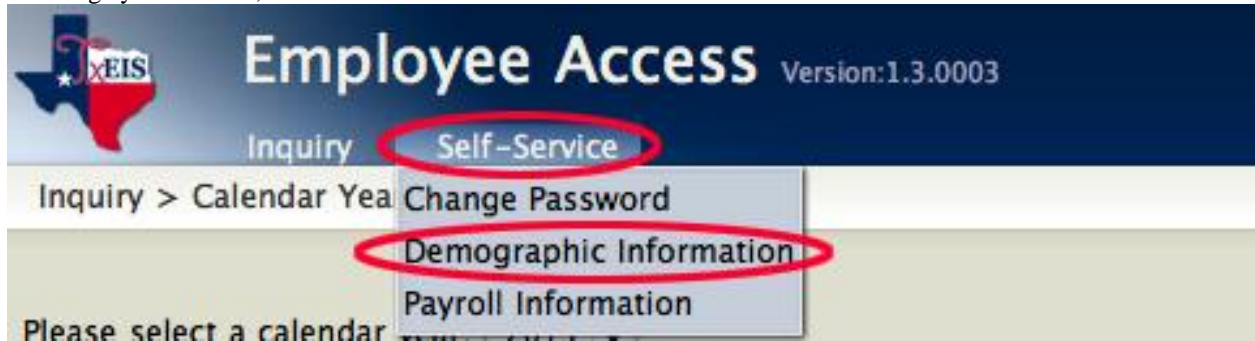 TxEIS
Employee Access Version:1.3.0003
Inquiry Self-Service
Inquiry > Calendar Yea
Change Password
Demographic Information
Payroll Information
Please select a calendar